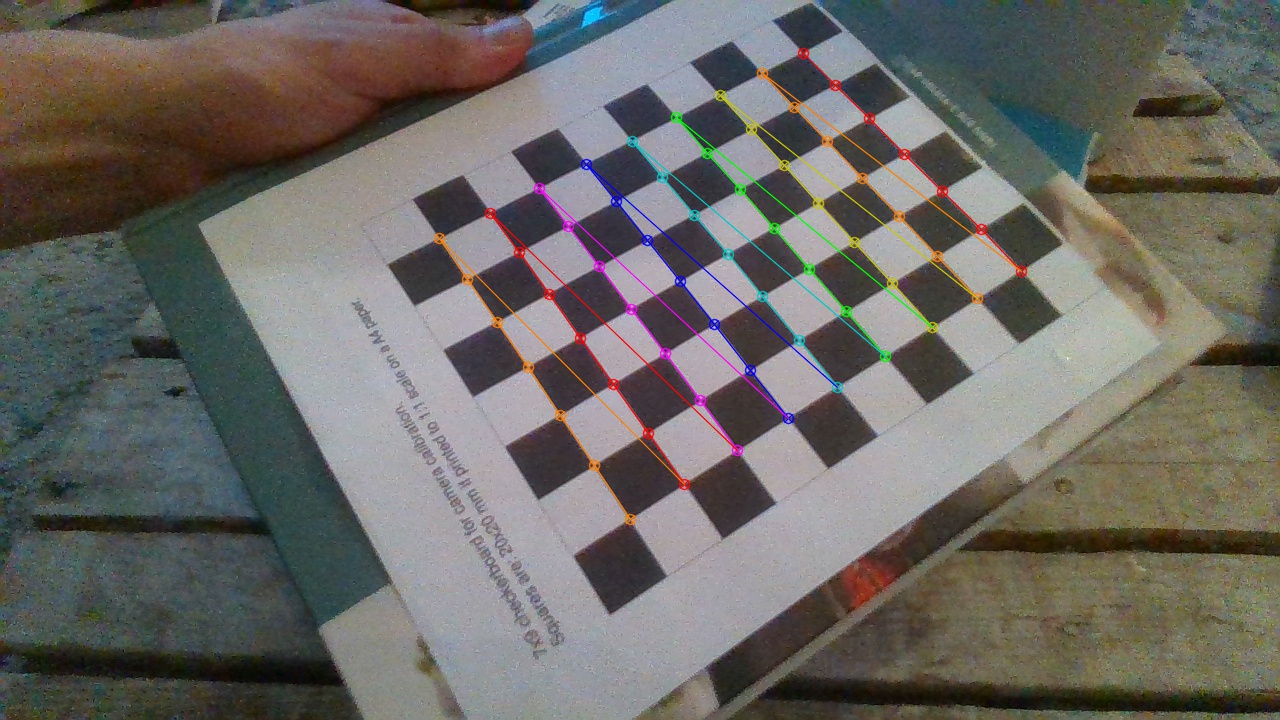 7x9 checkerboard for camera calibration.
Squares are: 20x20 mm if printed to 1:1 scale on a A4 paper.